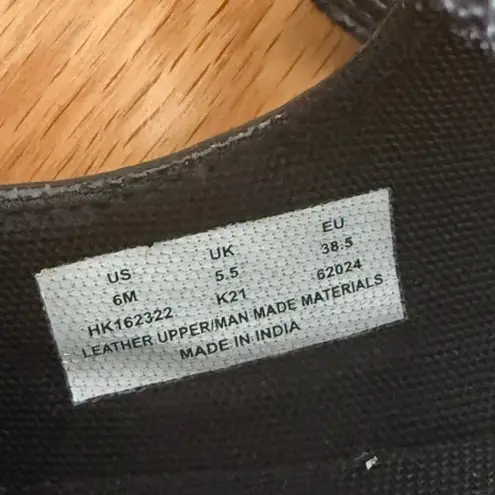 US UK EU
6M 5.5 38.5
HK162322 K21 62024
LEATHER UPPER/MAN MADE MATERIALS
MADE IN INDIA